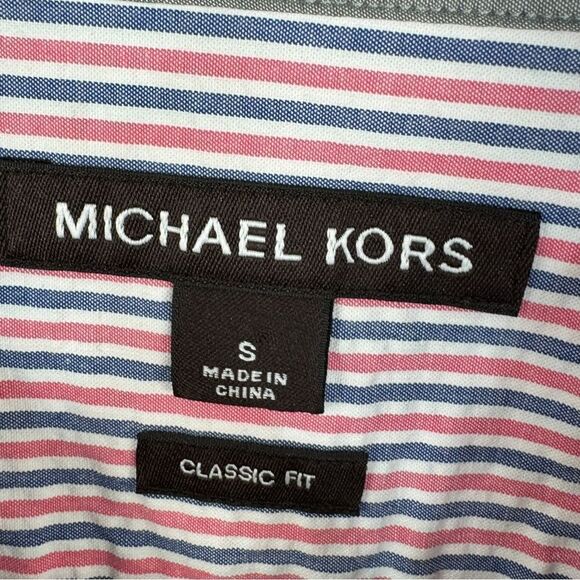 MICHAEL KORS
S
MADE IN
CHINA
CLASSIC FIT